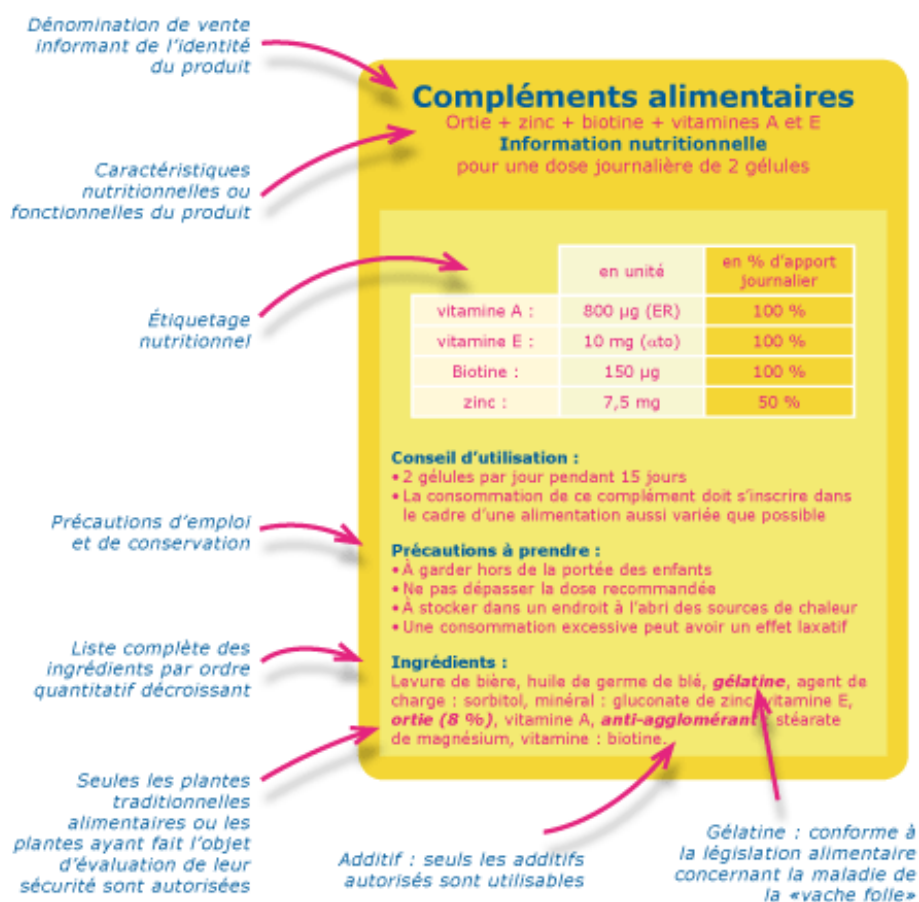 Dénomination de vente
informant de l'identité
du produit
Compléments alimentaires
Ortie + zinc + biotine + vitamines A et E
Information nutritionnelle
pour une dose journalière de 2 gélules
Caractéristiques
nutritionnelles ou
fonctionnelles du produit
en unité
en % d'apport
journalier
Étiquetage
nutritionnel
vitamine A : 800 µg (ER) 100 %
vitamine E : 10 mg (αto) 100 %
Biotine : 150 µg 100 %
zinc : 7,5 mg 50 %
Conseil d'utilisation :
• 2 gélules par jour pendant 15 jours
• La consommation de ce complément doit s'inscrire dans
le cadre d'une alimentation aussi variée que possible
Précautions d'emploi
et de conservation
Précautions à prendre :
• À garder hors de la portée des enfants
• Ne pas dépasser la dose recommandée
• À stocker dans un endroit à l'abri des sources de chaleur
• Une consommation excessive peut avoir un effet laxatif
Liste complète des
ingrédients par ordre
quantitatif décroissant
Ingrédients :
Levure de bière, huile de germe de blé, gélatine, agent de
charge : sorbitol, minéral : gluconate de zinc, vitamine E,
ortie (8 %), vitamine A, anti-agglomérant : stéarate
de magnésium, vitamine : biotine.
Seules les plantes
traditionnelles
alimentaires ou les
plantes ayant fait l'objet
d'évaluation de leur
sécurité sont autorisées
Additif : seuls les additifs
autorisés sont utilisables
Gélatine : conforme à
la législation alimentaire
concernant la maladie de
la «vache folle»